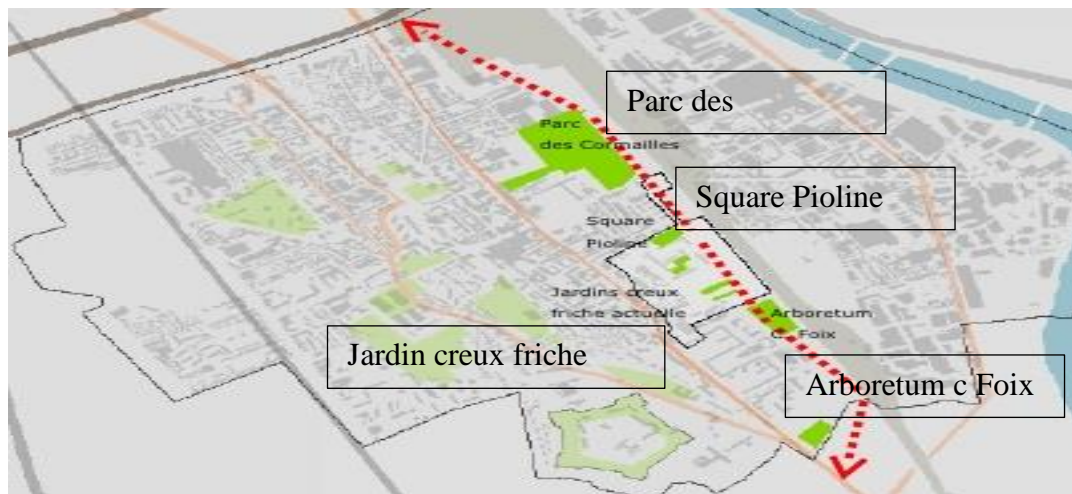 Parc des
Parc
des Cormailles
Square Pioline
Square
Pioline
Jardins creux
friche actuelle
Arboretum
C. Foix
Jardin creux friche
Arboretum c Foix